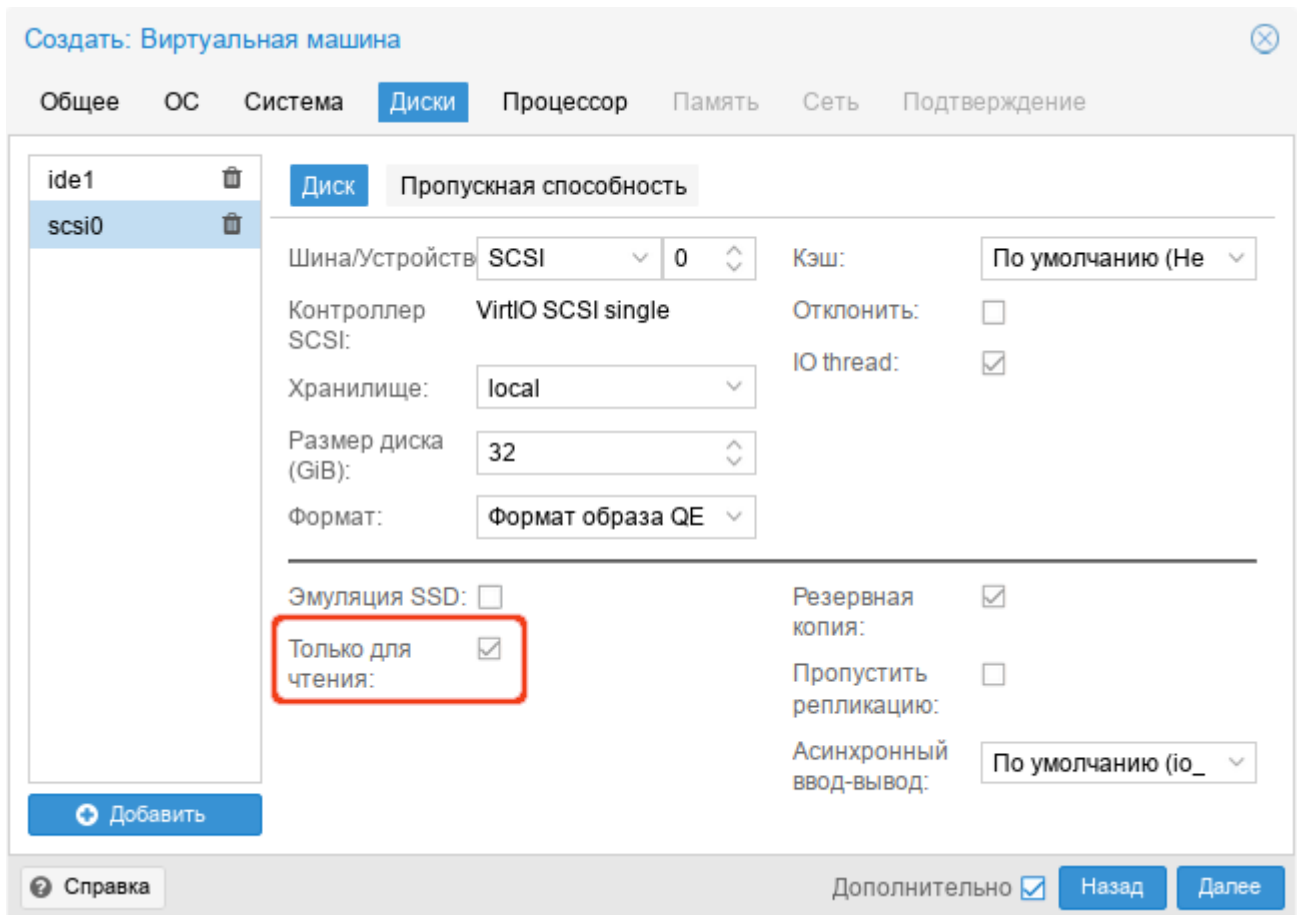 Создать: Виртуальная машина
Общее ОС Система Диски Процессор Память Сеть Подтверждение
ide1
scsi0
Добавить
Диск Пропускная способность
Шина/Устройств SCSI 0
Контроллер
SCSI:
VirtIO SCSI single
Хранилище: local
Размер диска
(GiB):
32
Формат: Формат образа QE
Кэш: По умолчанию (Не
Отклонить:
IO thread:
Эмуляция SSD:
Только для
чтения:
Резервная
копия:
Пропустить
репликацию:
Асинхронный
ввод-вывод:
По умолчанию (io_
Справка Дополнительно Назад Далее